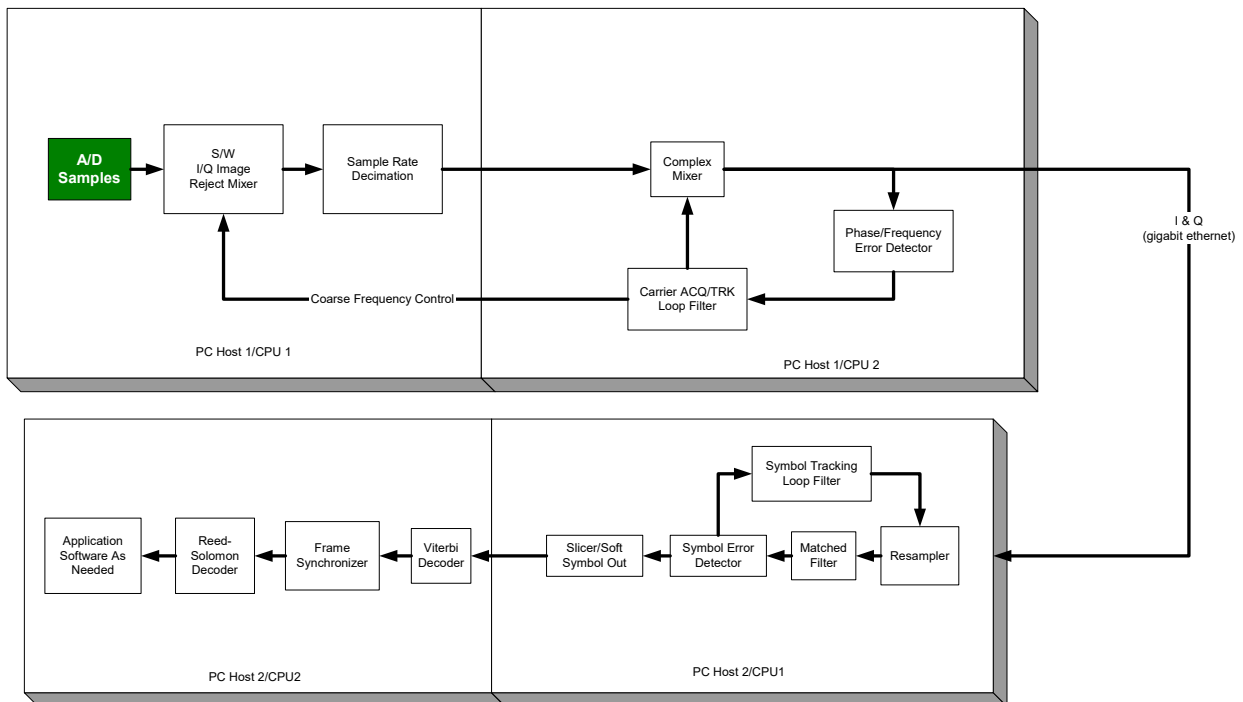 A/D
Samples
S/W
I/Q Image
Reject Mixer
Sample Rate
Decimation
Complex
Mixer
I & Q
(gigabit ethernet)
Phase/Frequency
Error Detector
Coarse Frequency Control
Carrier ACQ/TRK
Loop Filter
PC Host 1/CPU 1
PC Host 1/CPU 2
Symbol Tracking
Loop Filter
Application
Software As
Needed
Reed-
Solomon
Decoder
Frame
Synchronizer
Viterbi
Decoder
Slicer/Soft
Symbol Out
Symbol Error
Detector
Matched
Filter
Resampler
PC Host 2/CPU2
PC Host 2/CPU1